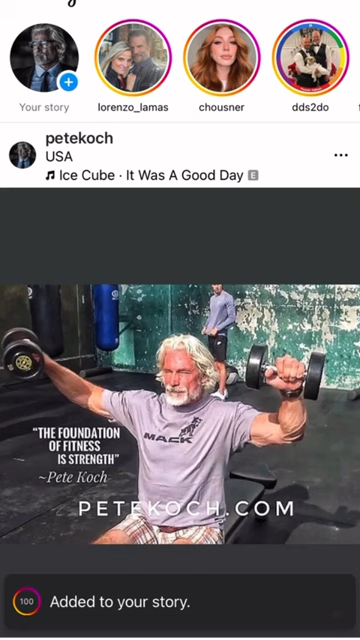 Your story
lorenzo_lamas
chousner
dds2do
petekoch
USA
Ice Cube · It Was A Good Day E
"THE FOUNDATION
OF FITNESS
IS STRENGTH"
~Pete Koch
MACK
PETEKOCH.COM
100 Added to your story.